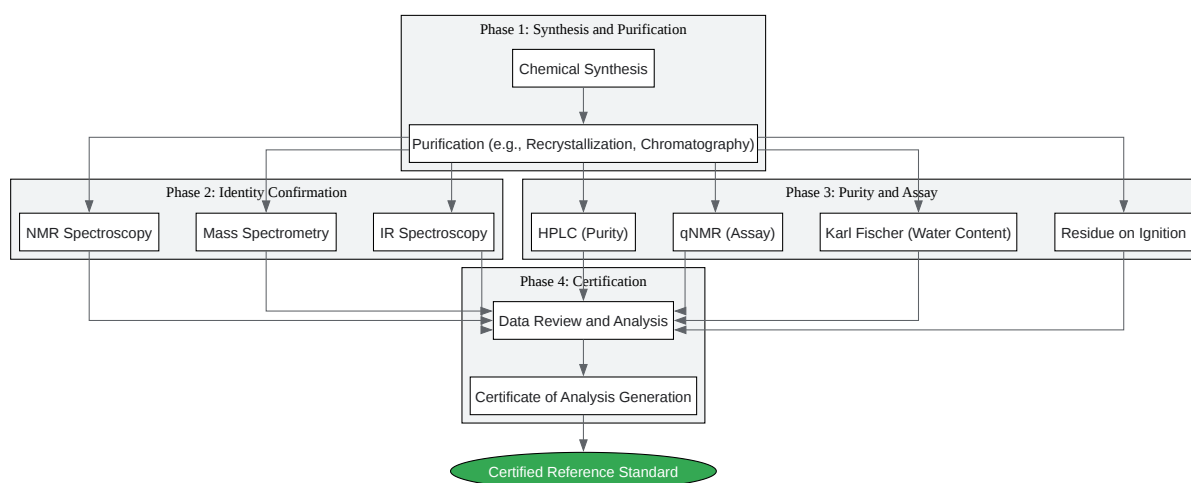 Phase 1: Synthesis and Purification
Chemical Synthesis
Purification (e.g., Recrystallization, Chromatography)
Phase 2: Identity Confirmation
NMR Spectroscopy
Mass Spectrometry
IR Spectroscopy
Phase 3: Purity and Assay
HPLC (Purity)
qNMR (Assay)
Karl Fischer (Water Content)
Residue on Ignition
Phase 4: Certification
Data Review and Analysis
Certificate of Analysis Generation
Certified Reference Standard